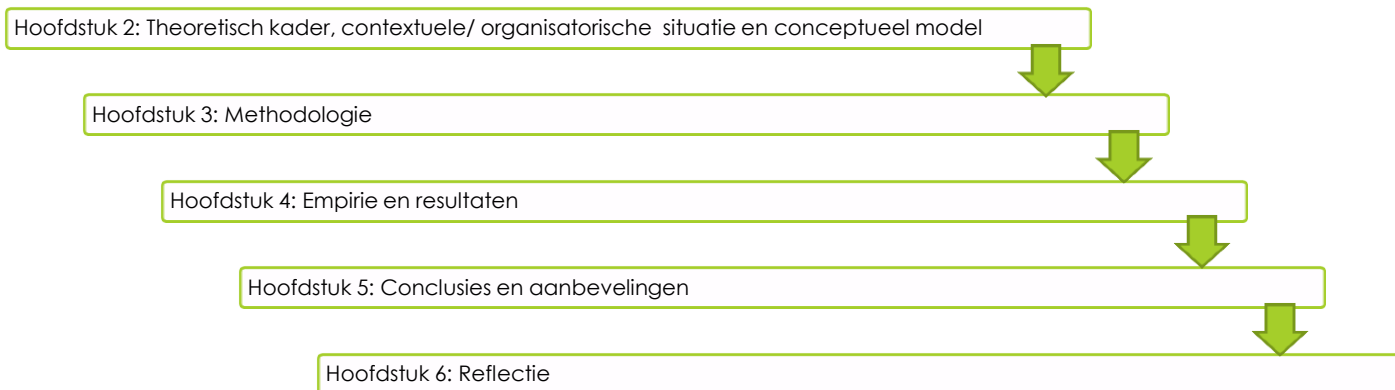 Hoofdstuk 2: Theoretisch kader, contextuele/ organisatorische situatie en conceptueel model
Hoofdstuk 3: Methodologie
Hoofdstuk 4: Empirie en resultaten
Hoofdstuk 5: Conclusies en aanbevelingen
Hoofdstuk 6: Reflectie